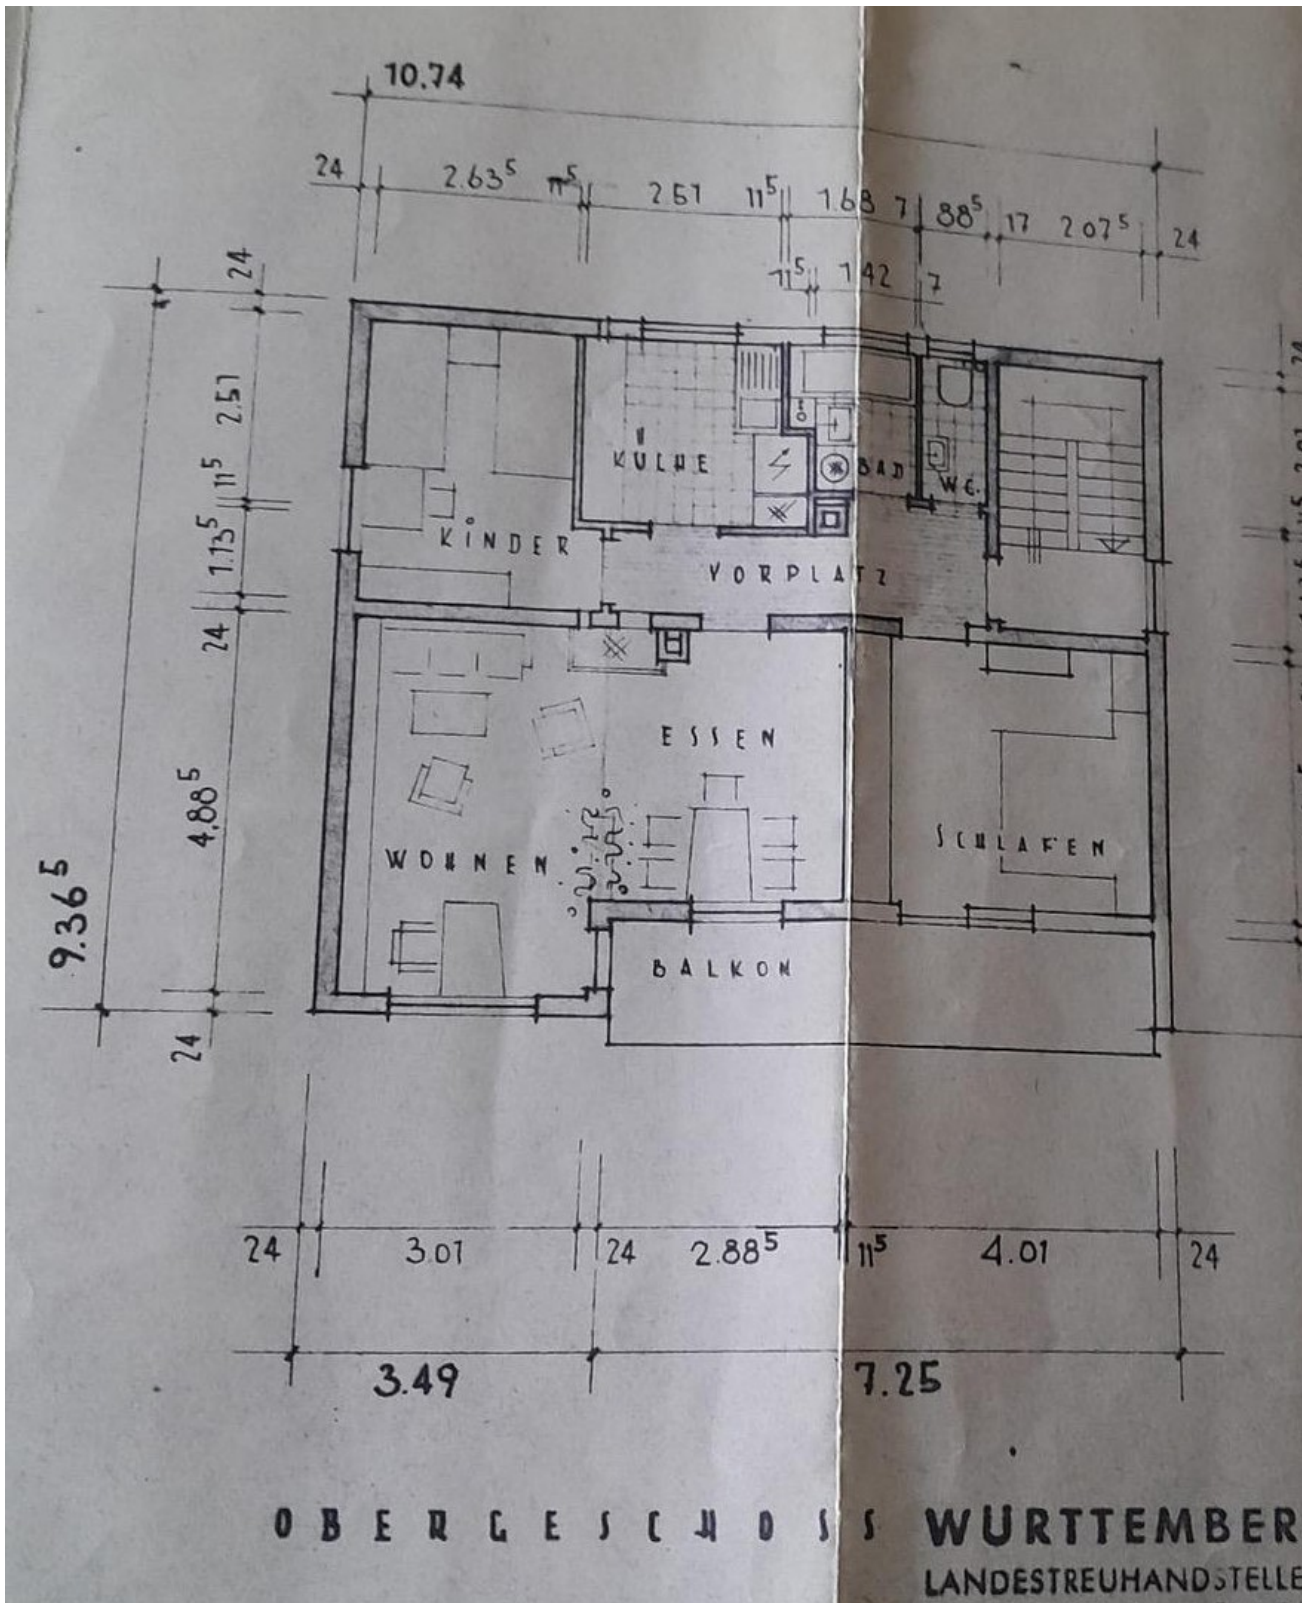 10.74
24 2.63⁵ 11⁵ 2.51 11⁵ 1.68 7 88⁵ 17 2.07⁵ 24
11⁵ 1.42 7
24
2.51
11⁵
1.13⁵
24
4.88⁵
24
9.36⁵
24
KÜCHE
BAD
WC.
KINDER
VORPLATZ
ESSEN
WOHNEN
SCHLAFEN
BALKON
24 3.01 24 2.88⁵ 11⁵ 4.01 24
3.49 7.25
OBERGESCHOSS WÜRTTEMBER
LANDESTREUHANDSTELLE